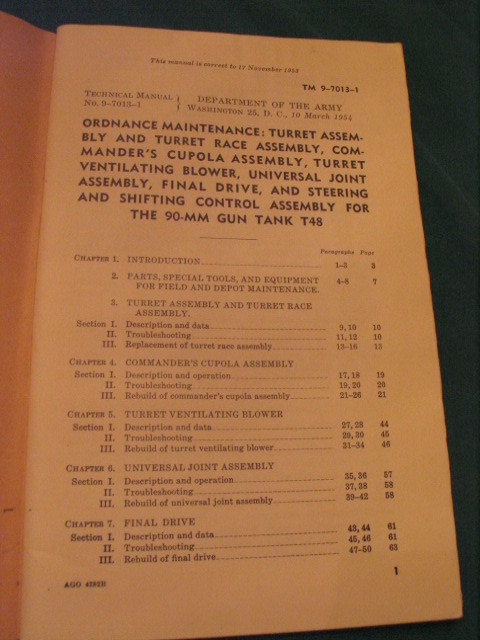 This manual is correct to 17 November 1953
TM 9-7013-1
TECHNICAL MANUAL
No. 9-7013-1
DEPARTMENT OF THE ARMY
WASHINGTON 25, D. C., 10 March 1954
ORDNANCE MAINTENANCE: TURRET ASSEM-
BLY AND TURRET RACE ASSEMBLY, COM-
MANDER'S CUPOLA ASSEMBLY, TURRET
VENTILATING BLOWER, UNIVERSAL JOINT
ASSEMBLY, FINAL DRIVE, AND STEERING
AND SHIFTING CONTROL ASSEMBLY FOR
THE 90-MM GUN TANK T48
Paragraphs Page
CHAPTER 1. INTRODUCTION 1-3 3
2. PARTS, SPECIAL TOOLS, AND EQUIPMENT
FOR FIELD AND DEPOT MAINTENANCE. 4-8 7
3. TURRET ASSEMBLY AND TURRET RACE
ASSEMBLY.
Section I. Description and data 9, 10 10
II. Troubleshooting 11, 12 10
III. Replacement of turret race assembly 13-16 13
CHAPTER 4. COMMANDER'S CUPOLA ASSEMBLY
Section I. Description and operation 17, 18 19
II. Troubleshooting 19, 20 20
III. Rebuild of commander's cupola assembly 21-26 21
CHAPTER 5. TURRET VENTILATING BLOWER
Section I. Description and data 27, 28 44
II. Troubleshooting 29, 30 45
III. Rebuild of turret ventilating blower 31-34 46
CHAPTER 6. UNIVERSAL JOINT ASSEMBLY
Section I. Description and operation 35, 36 57
II. Troubleshooting 37, 38 58
III. Rebuild of universal joint assembly 39-42 58
CHAPTER 7. FINAL DRIVE
Section I. Description and data 43, 44 61
II. Troubleshooting 45, 46 61
III. Rebuild of final drive 47-50 63
1